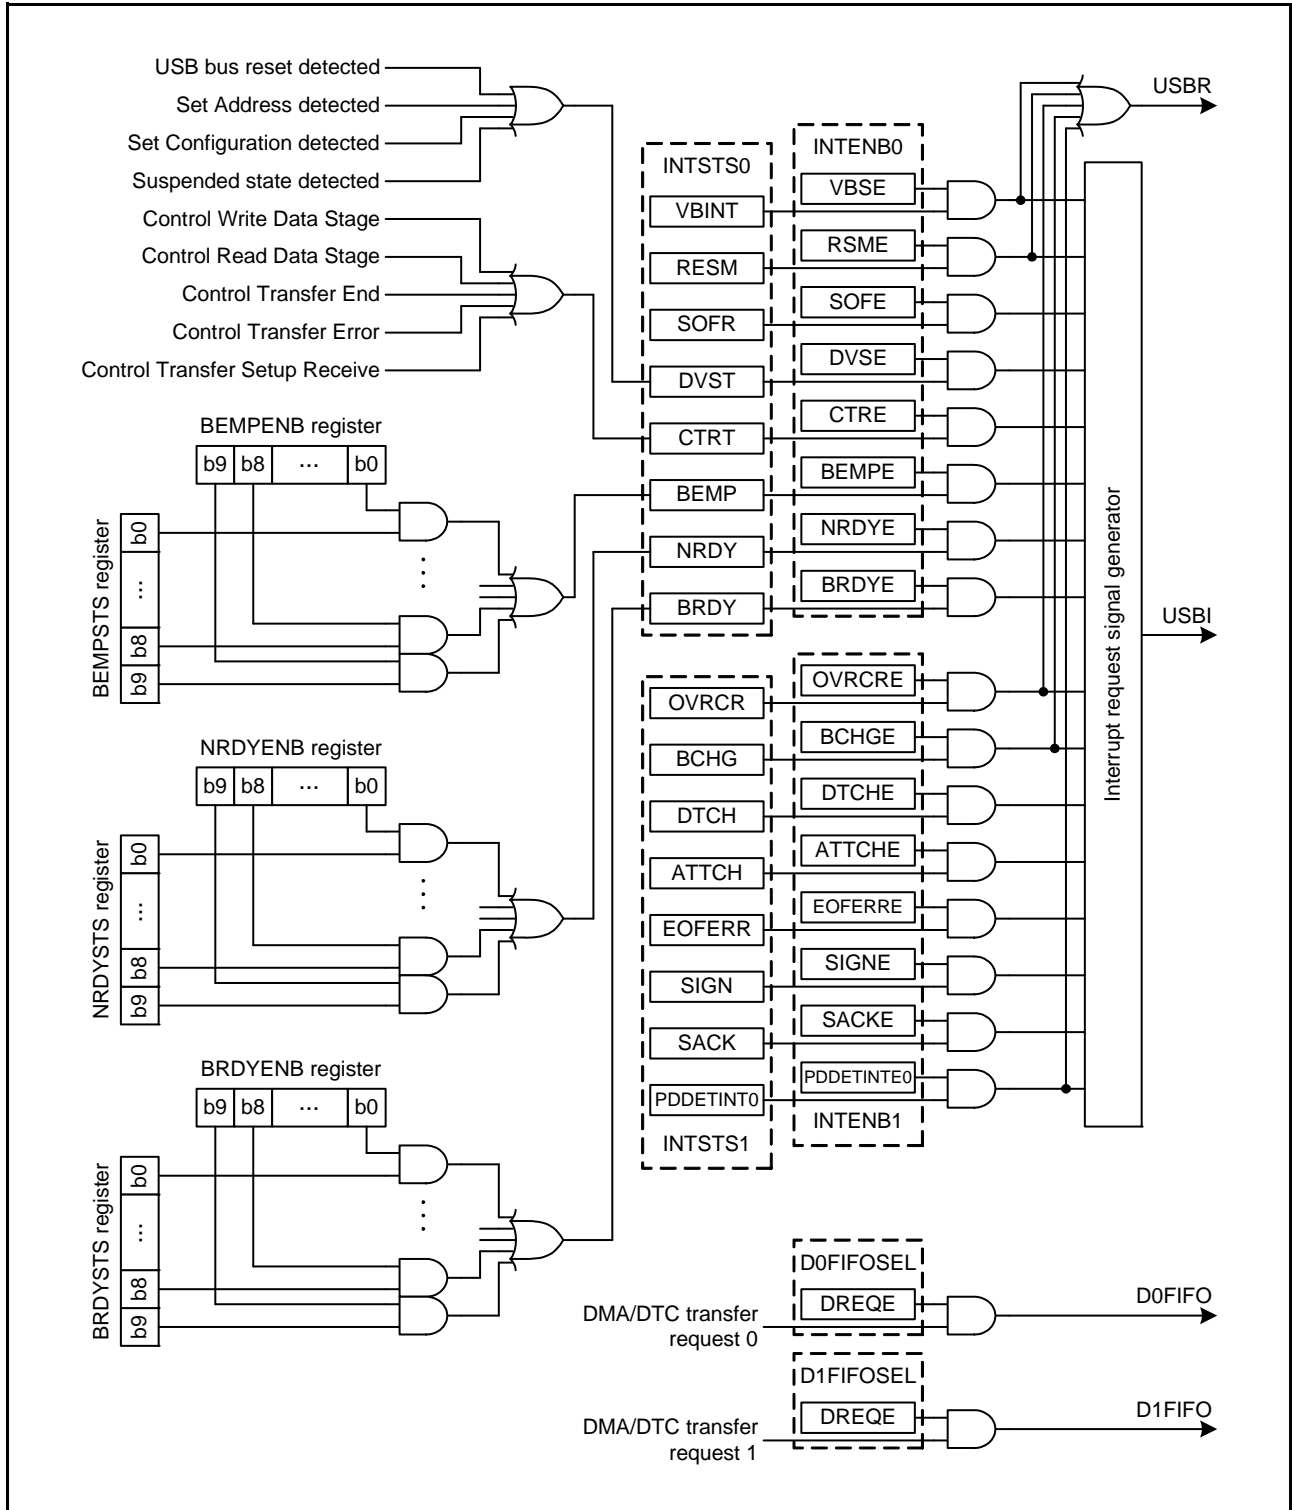 USB bus reset detected
Set Address detected
Set Configuration detected
Suspended state detected
Control Write Data Stage
Control Read Data Stage
Control Transfer End
Control Transfer Error
Control Transfer Setup Receive
BEMPENB register
b9 b8 ... b0
BEMPSTS register
b0
...
b8
b9
NRDYENB register
b9 b8 ... b0
NRDYSTS register
b0
...
b8
b9
BRDYENB register
b9 b8 ... b0
BRDYSTS register
b0
...
b8
b9
INTSTS0
VBINT
RESM
SOFR
DVST
CTRT
BEMP
NRDY
BRDY
INTENB0
VBSE
RSME
SOFE
DVSE
CTRE
BEMPE
NRDYE
BRDYE
OVRCR
BCHG
DTCH
ATTCH
EOFERR
SIGN
SACK
PDDETINT0
INTSTS1
OVRCRE
BCHGE
DTCHE
ATTCHE
EOFERRE
SIGNE
SACKE
PDDETINTE0
INTENB1
Interrupt request signal generator
USBR
USBI
D0FIFOSEL
DREQE
DMA/DTC transfer
request 0
D0FIFO
D1FIFOSEL
DREQE
DMA/DTC transfer
request 1
D1FIFO